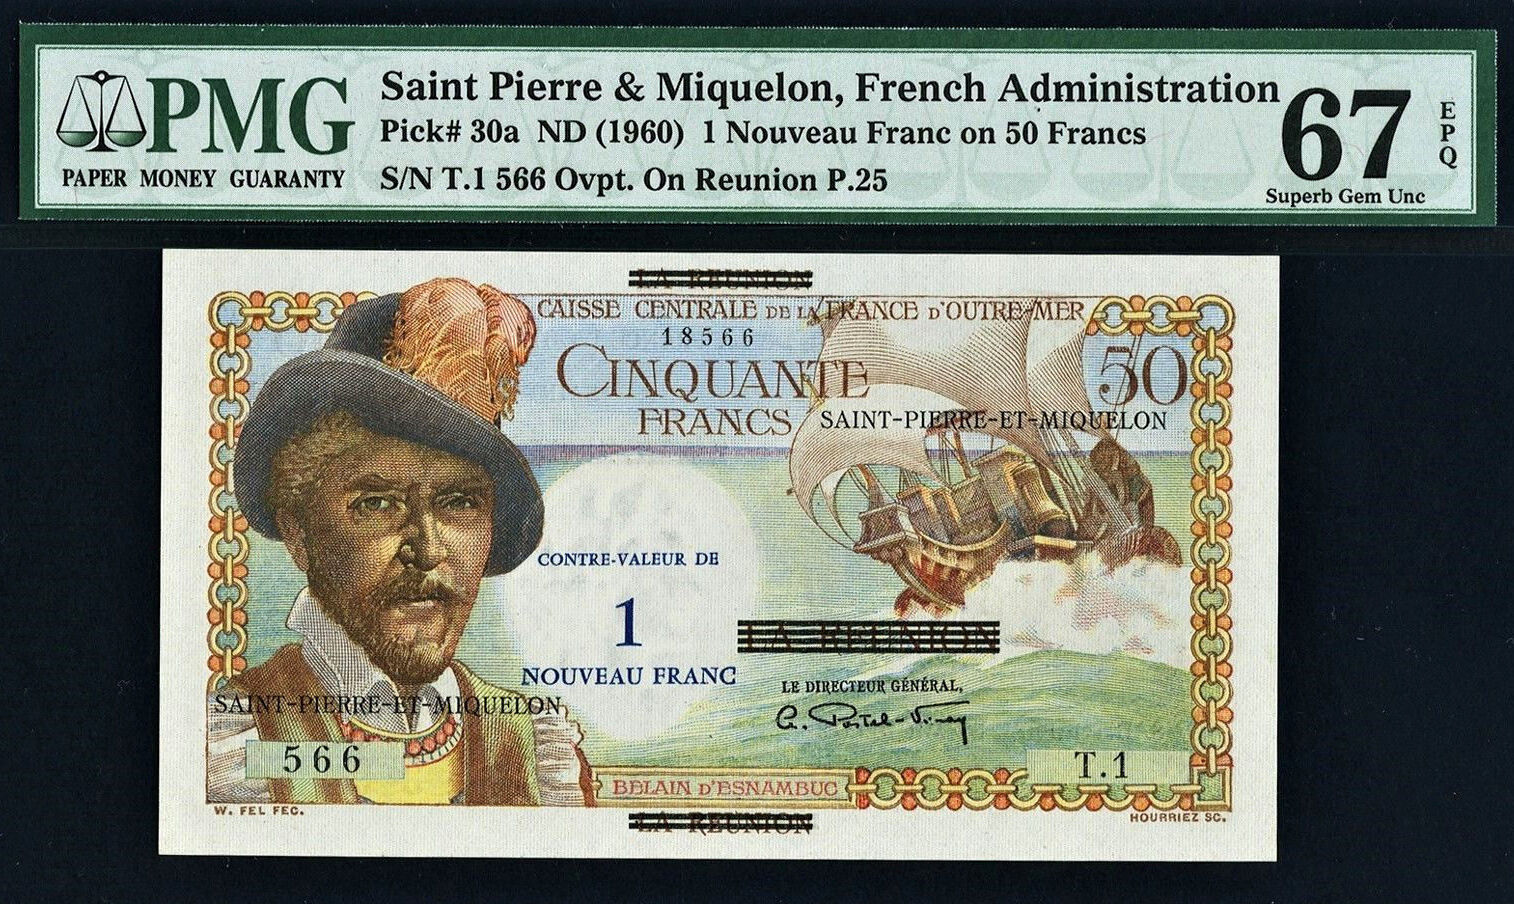 PMG
PAPER MONEY GUARANTY
Saint Pierre & Miquelon, French Administration
Pick# 30a ND (1960) 1 Nouveau Franc on 50 Francs
S/N T.1 566 Ovpt. On Reunion P.25
67
EPQ
Superb Gem Unc
LA REUNION
CAISSE CENTRALE DE LA FRANCE D'OUTRE-MER
18566
CINQUANTE
FRANCS
50
SAINT-PIERRE-ET-MIQUELON
CONTRE-VALEUR DE
1
NOUVEAU FRANC
LA REUNION
LE DIRECTEUR GÉNÉRAL,
A. Postel-Vinay
SAINT-PIERRE-ET-MIQUELON
566
T.1
BELAIN D'ESNAMBUC
W. FEL FEC.
HOURRIEZ SC.
LA REUNION